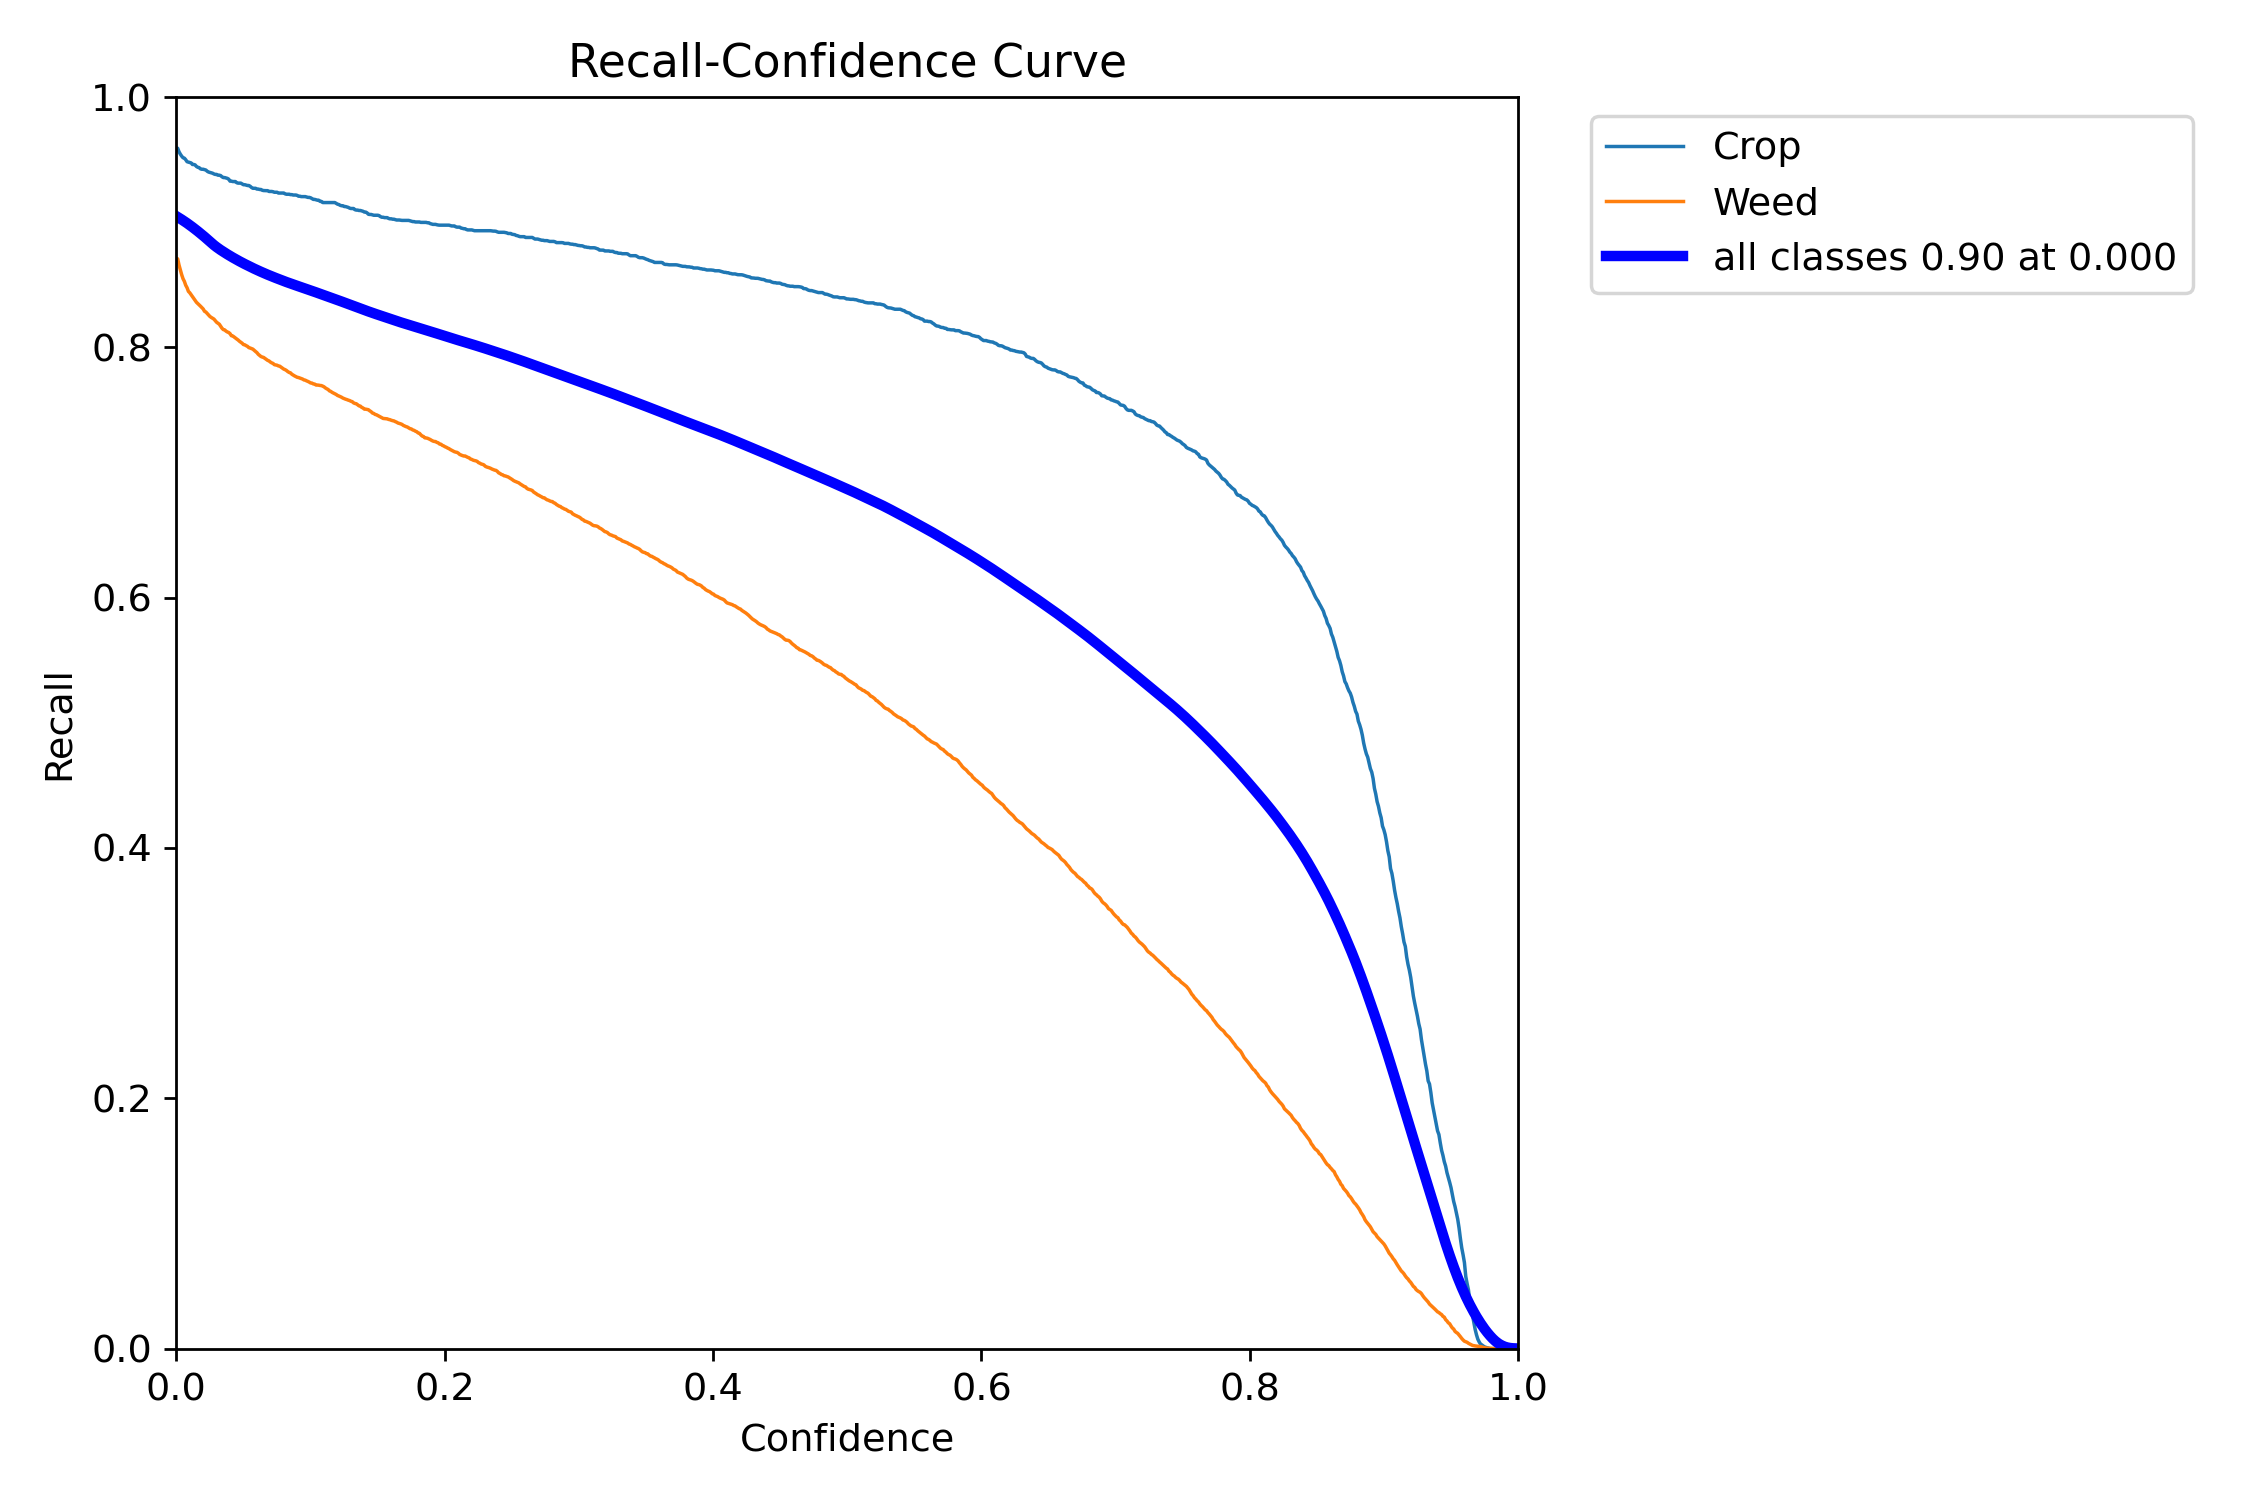 Recall-Confidence Curve
1.0
0.8
0.6
0.4
0.2
0.0
Recall
0.0 0.2 0.4 0.6 0.8 1.0
Confidence
Crop
Weed
all classes 0.90 at 0.000